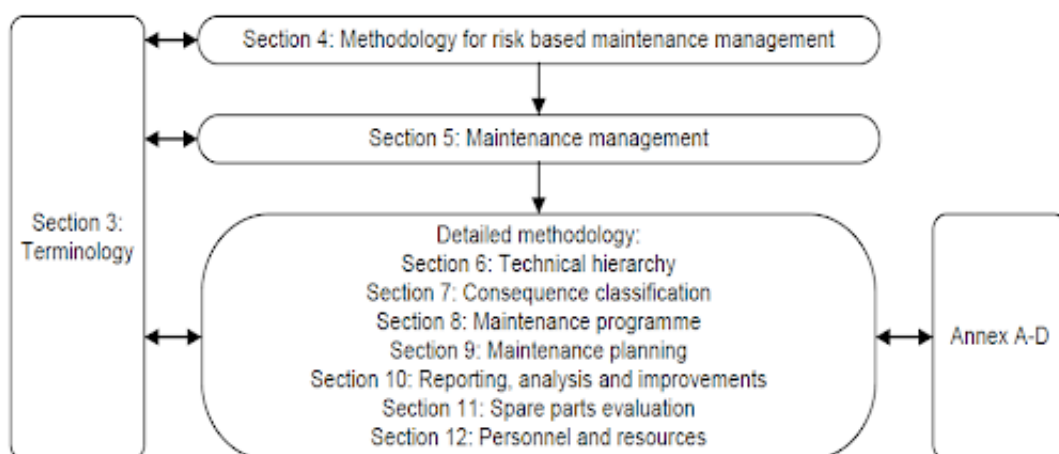 Section 4: Methodology for risk based maintenance management
Section 5: Maintenance management
Section 3:
Terminology
Detailed methodology:
Section 6: Technical hierarchy
Section 7: Consequence classification
Section 8: Maintenance programme
Section 9: Maintenance planning
Section 10: Reporting, analysis and improvements
Section 11: Spare parts evaluation
Section 12: Personnel and resources
Annex A-D